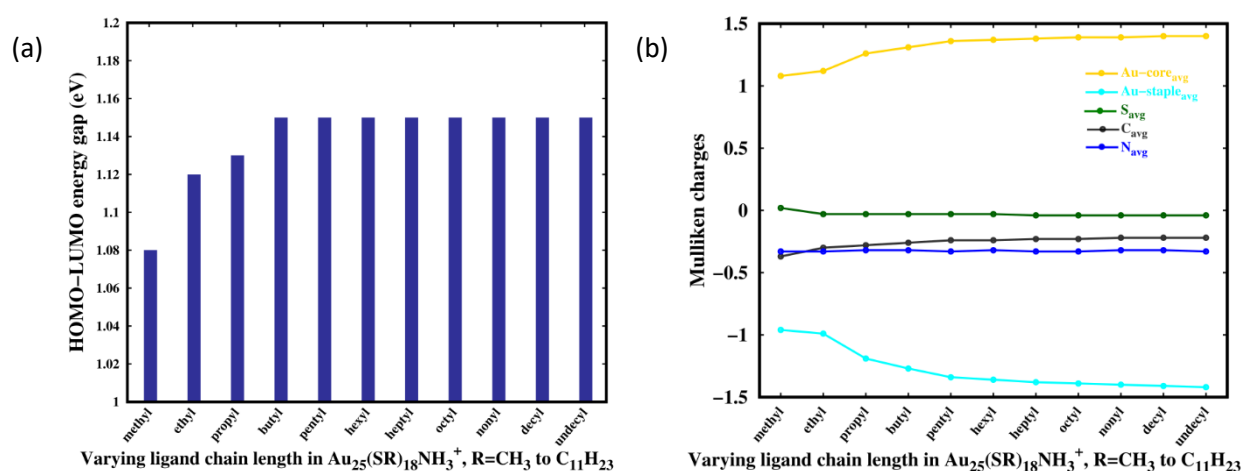 (a)
HOMO−LUMO energy gap (eV)
1.2
1.18
1.16
1.14
1.12
1.1
1.08
1.06
1.04
1.02
1
methyl
ethyl
propyl
butyl
pentyl
hexyl
heptyl
octyl
nonyl
decyl
undecyl
Varying ligand chain length in Au25(SR)18NH3+, R=CH3 to C11H23
(b)
Mulliken charges
1.5
1
0.5
0
−0.5
−1
−1.5
Au−coreavg
Au−stapleavg
Savg
Cavg
Navg
methyl
ethyl
propyl
butyl
pentyl
hexyl
heptyl
octyl
nonyl
decyl
undecyl
Varying ligand chain length in Au25(SR)18NH3+, R=CH3 to C11H23